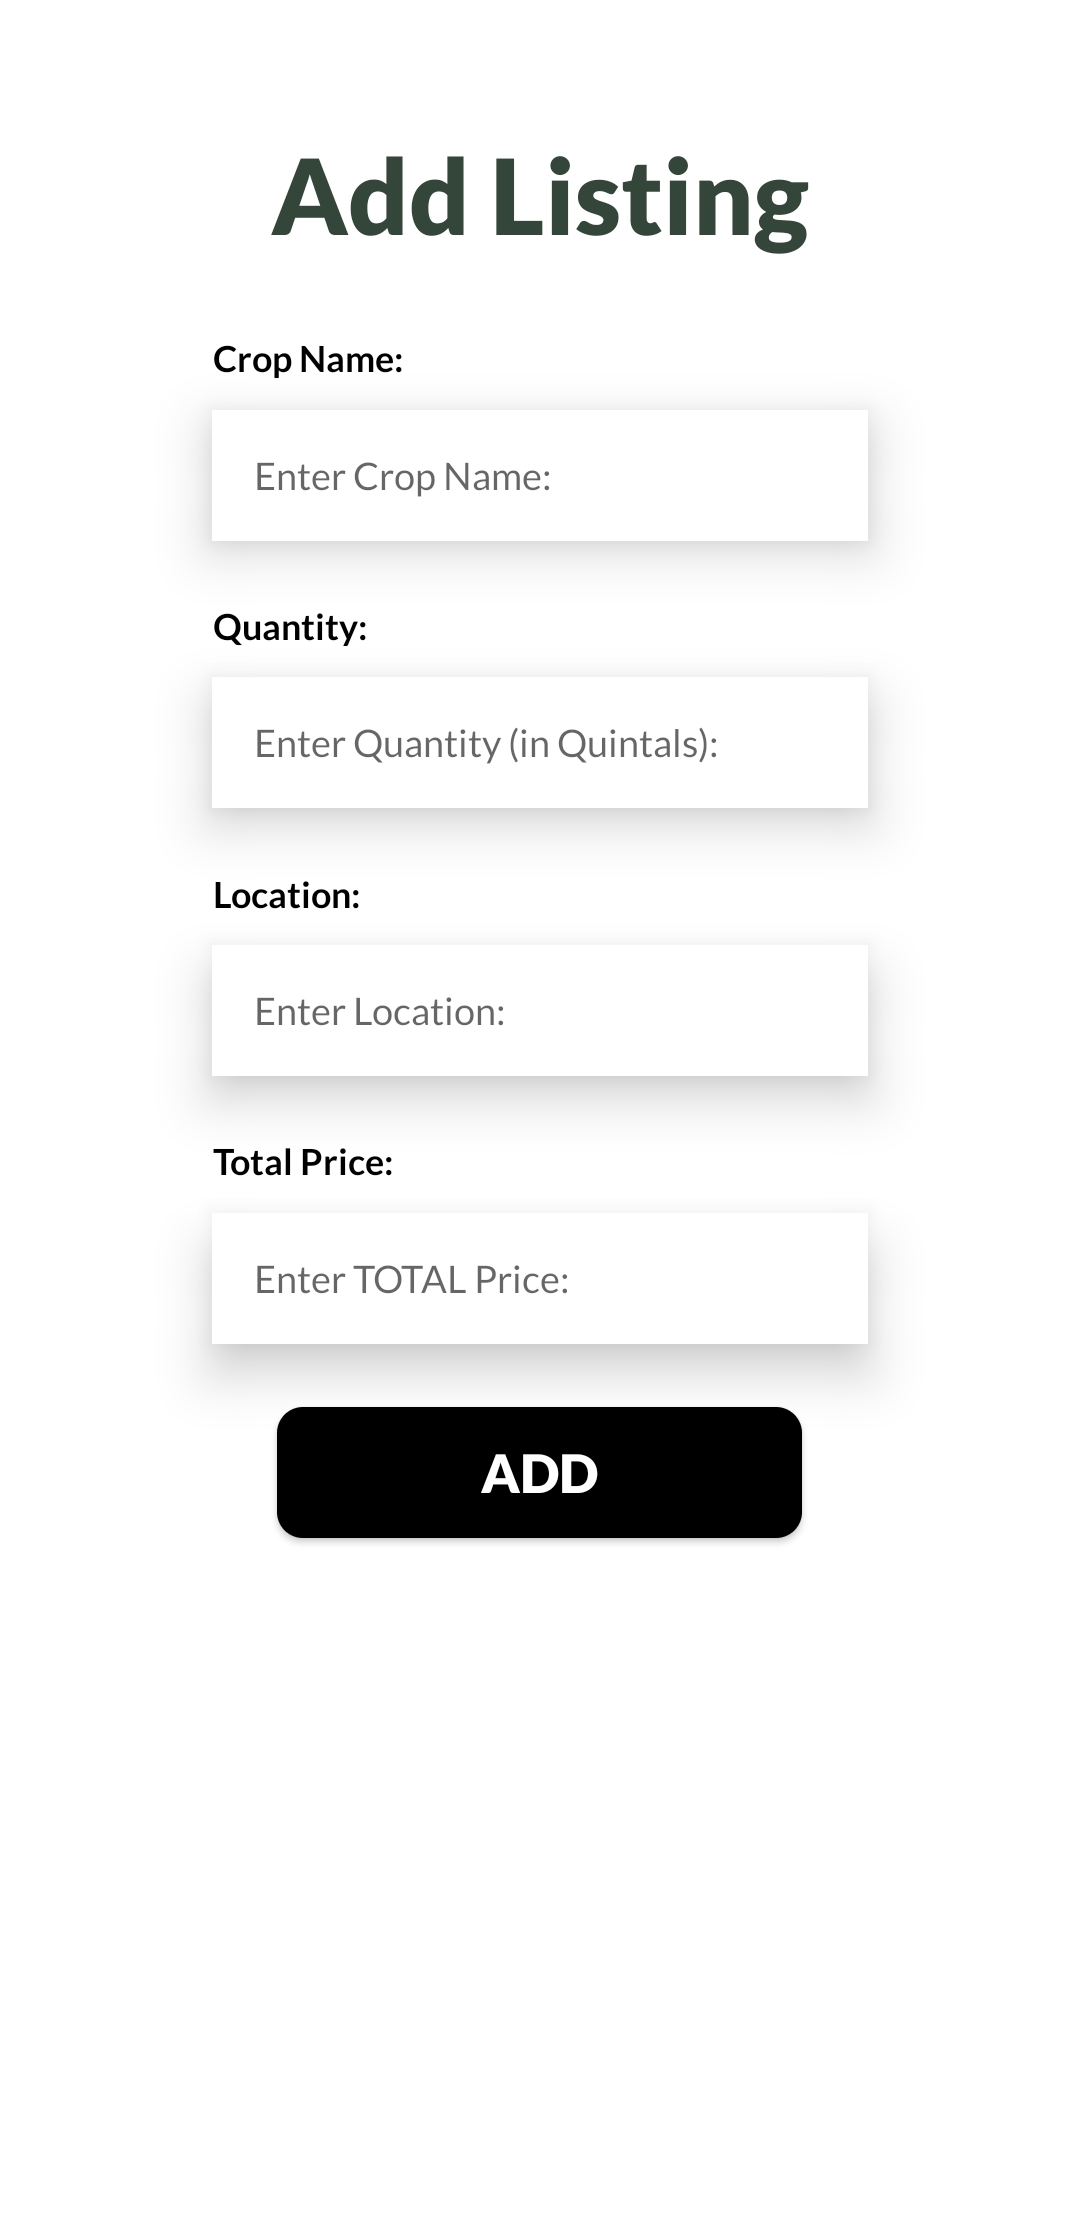 Add Listing
Crop Name:
Enter Crop Name:
Quantity:
Enter Quantity (in Quintals):
Location:
Enter Location:
Total Price:
Enter TOTAL Price:
ADD